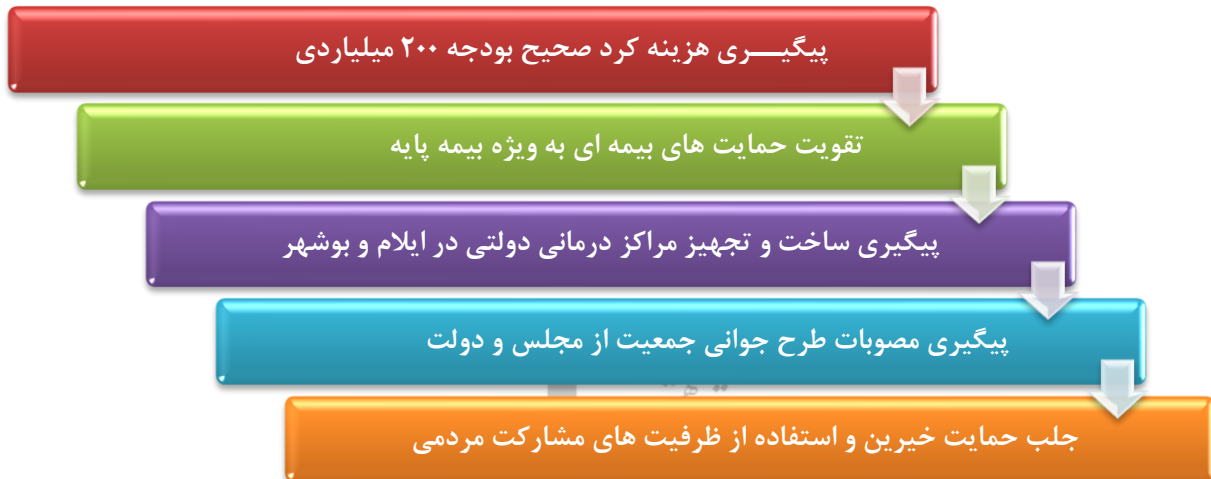 پیگیــــری هزینه کرد صحیح بودجه ۲۰۰ میلیاردی
تقویت حمایت های بیمه ای به ویژه بیمه پایه
پیگیری ساخت و تجهیز مراکز درمانی دولتی در ایلام و بوشهر
پیگیری مصوبات طرح جوانی جمعیت از مجلس و دولت
جلب حمایت خیرین و استفاده از ظرفیت های مشارکت مردمی